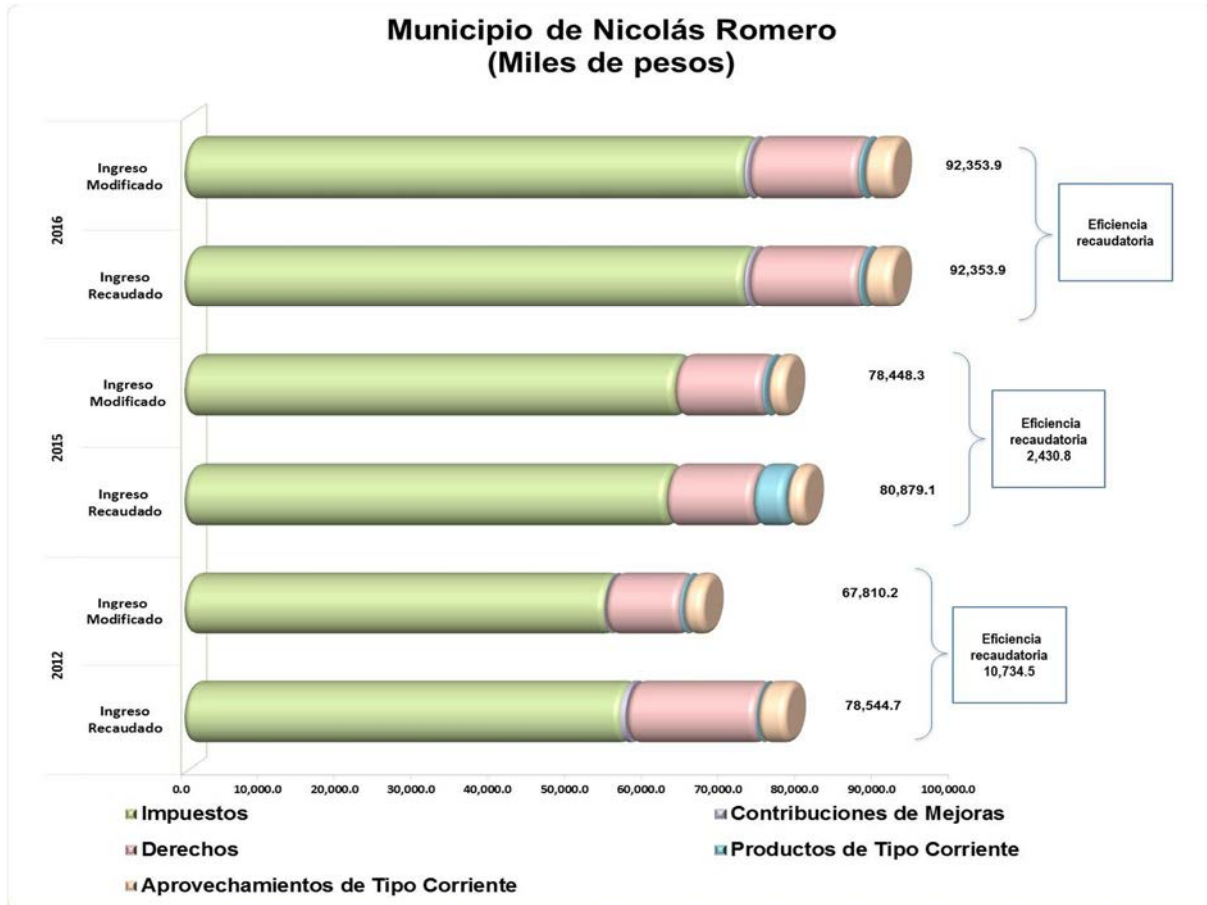 Municipio de Nicolás Romero
(Miles de pesos)
2016
Ingreso
Modificado
92,353.9
Ingreso
Recaudado
92,353.9
Eficiencia
recaudatoria
2015
Ingreso
Modificado
78,448.3
Ingreso
Recaudado
80,879.1
Eficiencia
recaudatoria
2,430.8
2012
Ingreso
Modificado
67,810.2
Ingreso
Recaudado
78,544.7
Eficiencia
recaudatoria
10,734.5
0.0 10,000.0 20,000.0 30,000.0 40,000.0 50,000.0 60,000.0 70,000.0 80,000.0 90,000.0 100,000.0
Impuestos
Contribuciones de Mejoras
Derechos
Productos de Tipo Corriente
Aprovechamientos de Tipo Corriente